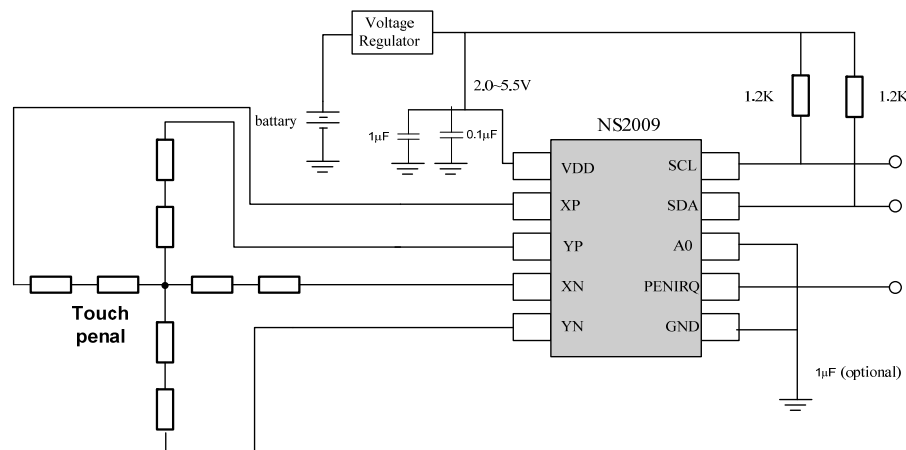 Voltage
Regulator
2.0~5.5V
battary
1μF
0.1μF
1.2K
1.2K
NS2009
VDD
SCL
XP
SDA
YP
A0
XN
PENIRQ
YN
GND
Touch
penal
1μF (optional)